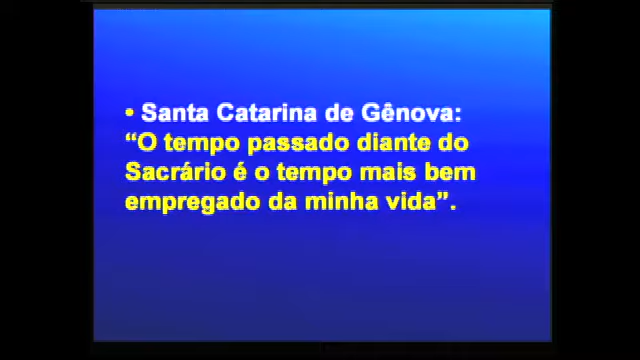 • Santa Catarina de Gênova:
“O tempo passado diante do
Sacrário é o tempo mais bem
empregado da minha vida”.